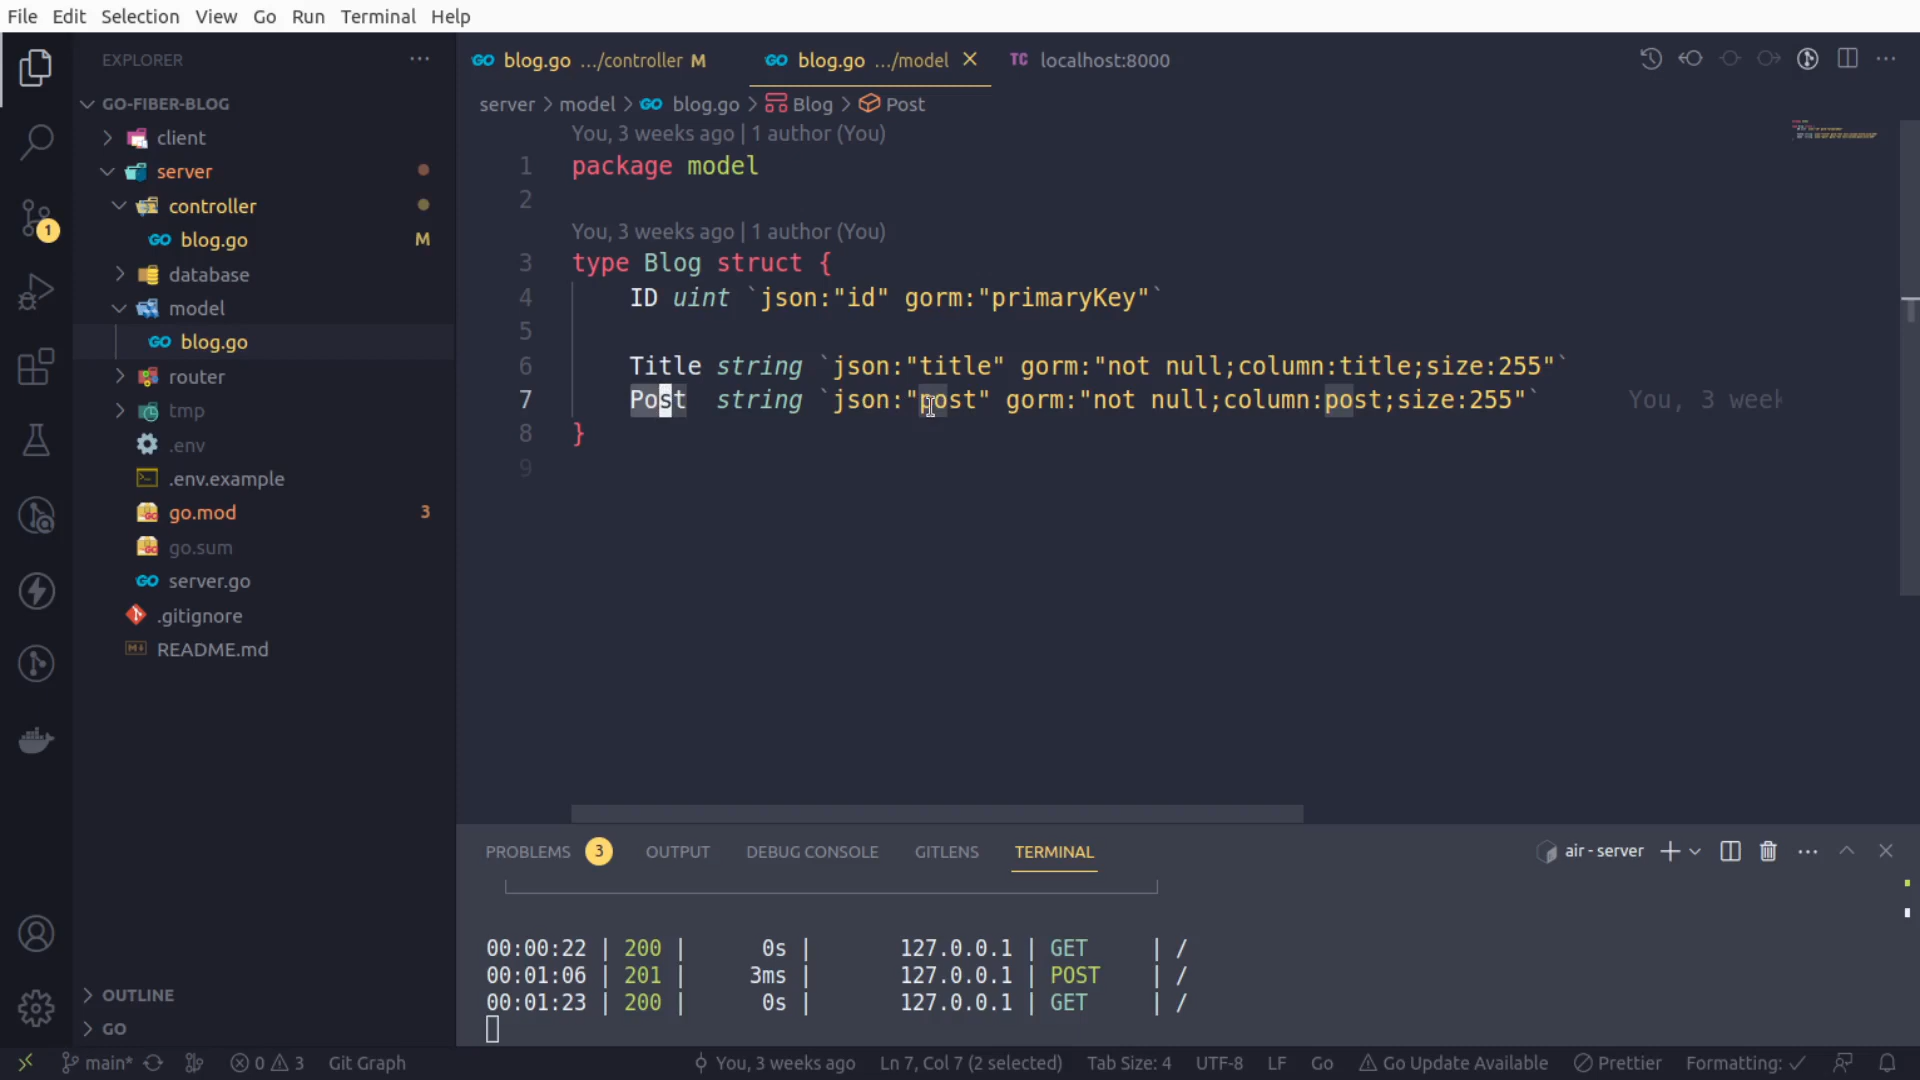 File Edit Selection View Go Run Terminal Help
EXPLORER ...
GO blog.go .../controller M GO blog.go .../model TC localhost:8000
server > model > GO blog.go > Blog > Post
GO-FIBER-BLOG
client
server
controller
GO blog.go M
database
model
GO blog.go
router
tmp
.env
.env.example
go.mod 3
go.sum
GO server.go
.gitignore
README.md
OUTLINE
GO
1
You, 3 weeks ago | 1 author (You)
1 package model
2
You, 3 weeks ago | 1 author (You)
3 type Blog struct {
4 ID uint `json:"id" gorm:"primaryKey"`
5
6 Title string `json:"title" gorm:"not null;column:title;size:255"`
7 Post string `json:"post" gorm:"not null;column:post;size:255"` You, 3 week
8 }
9
PROBLEMS 3 OUTPUT DEBUG CONSOLE GITLENS TERMINAL air - server
00:00:22 | 200 | 0s | 127.0.0.1 | GET | /
00:01:06 | 201 | 3ms | 127.0.0.1 | POST | /
00:01:23 | 200 | 0s | 127.0.0.1 | GET | /
main* 0 3 Git Graph You, 3 weeks ago Ln 7, Col 7 (2 selected) Tab Size: 4 UTF-8 LF Go Go Update Available Prettier Formatting: ✓